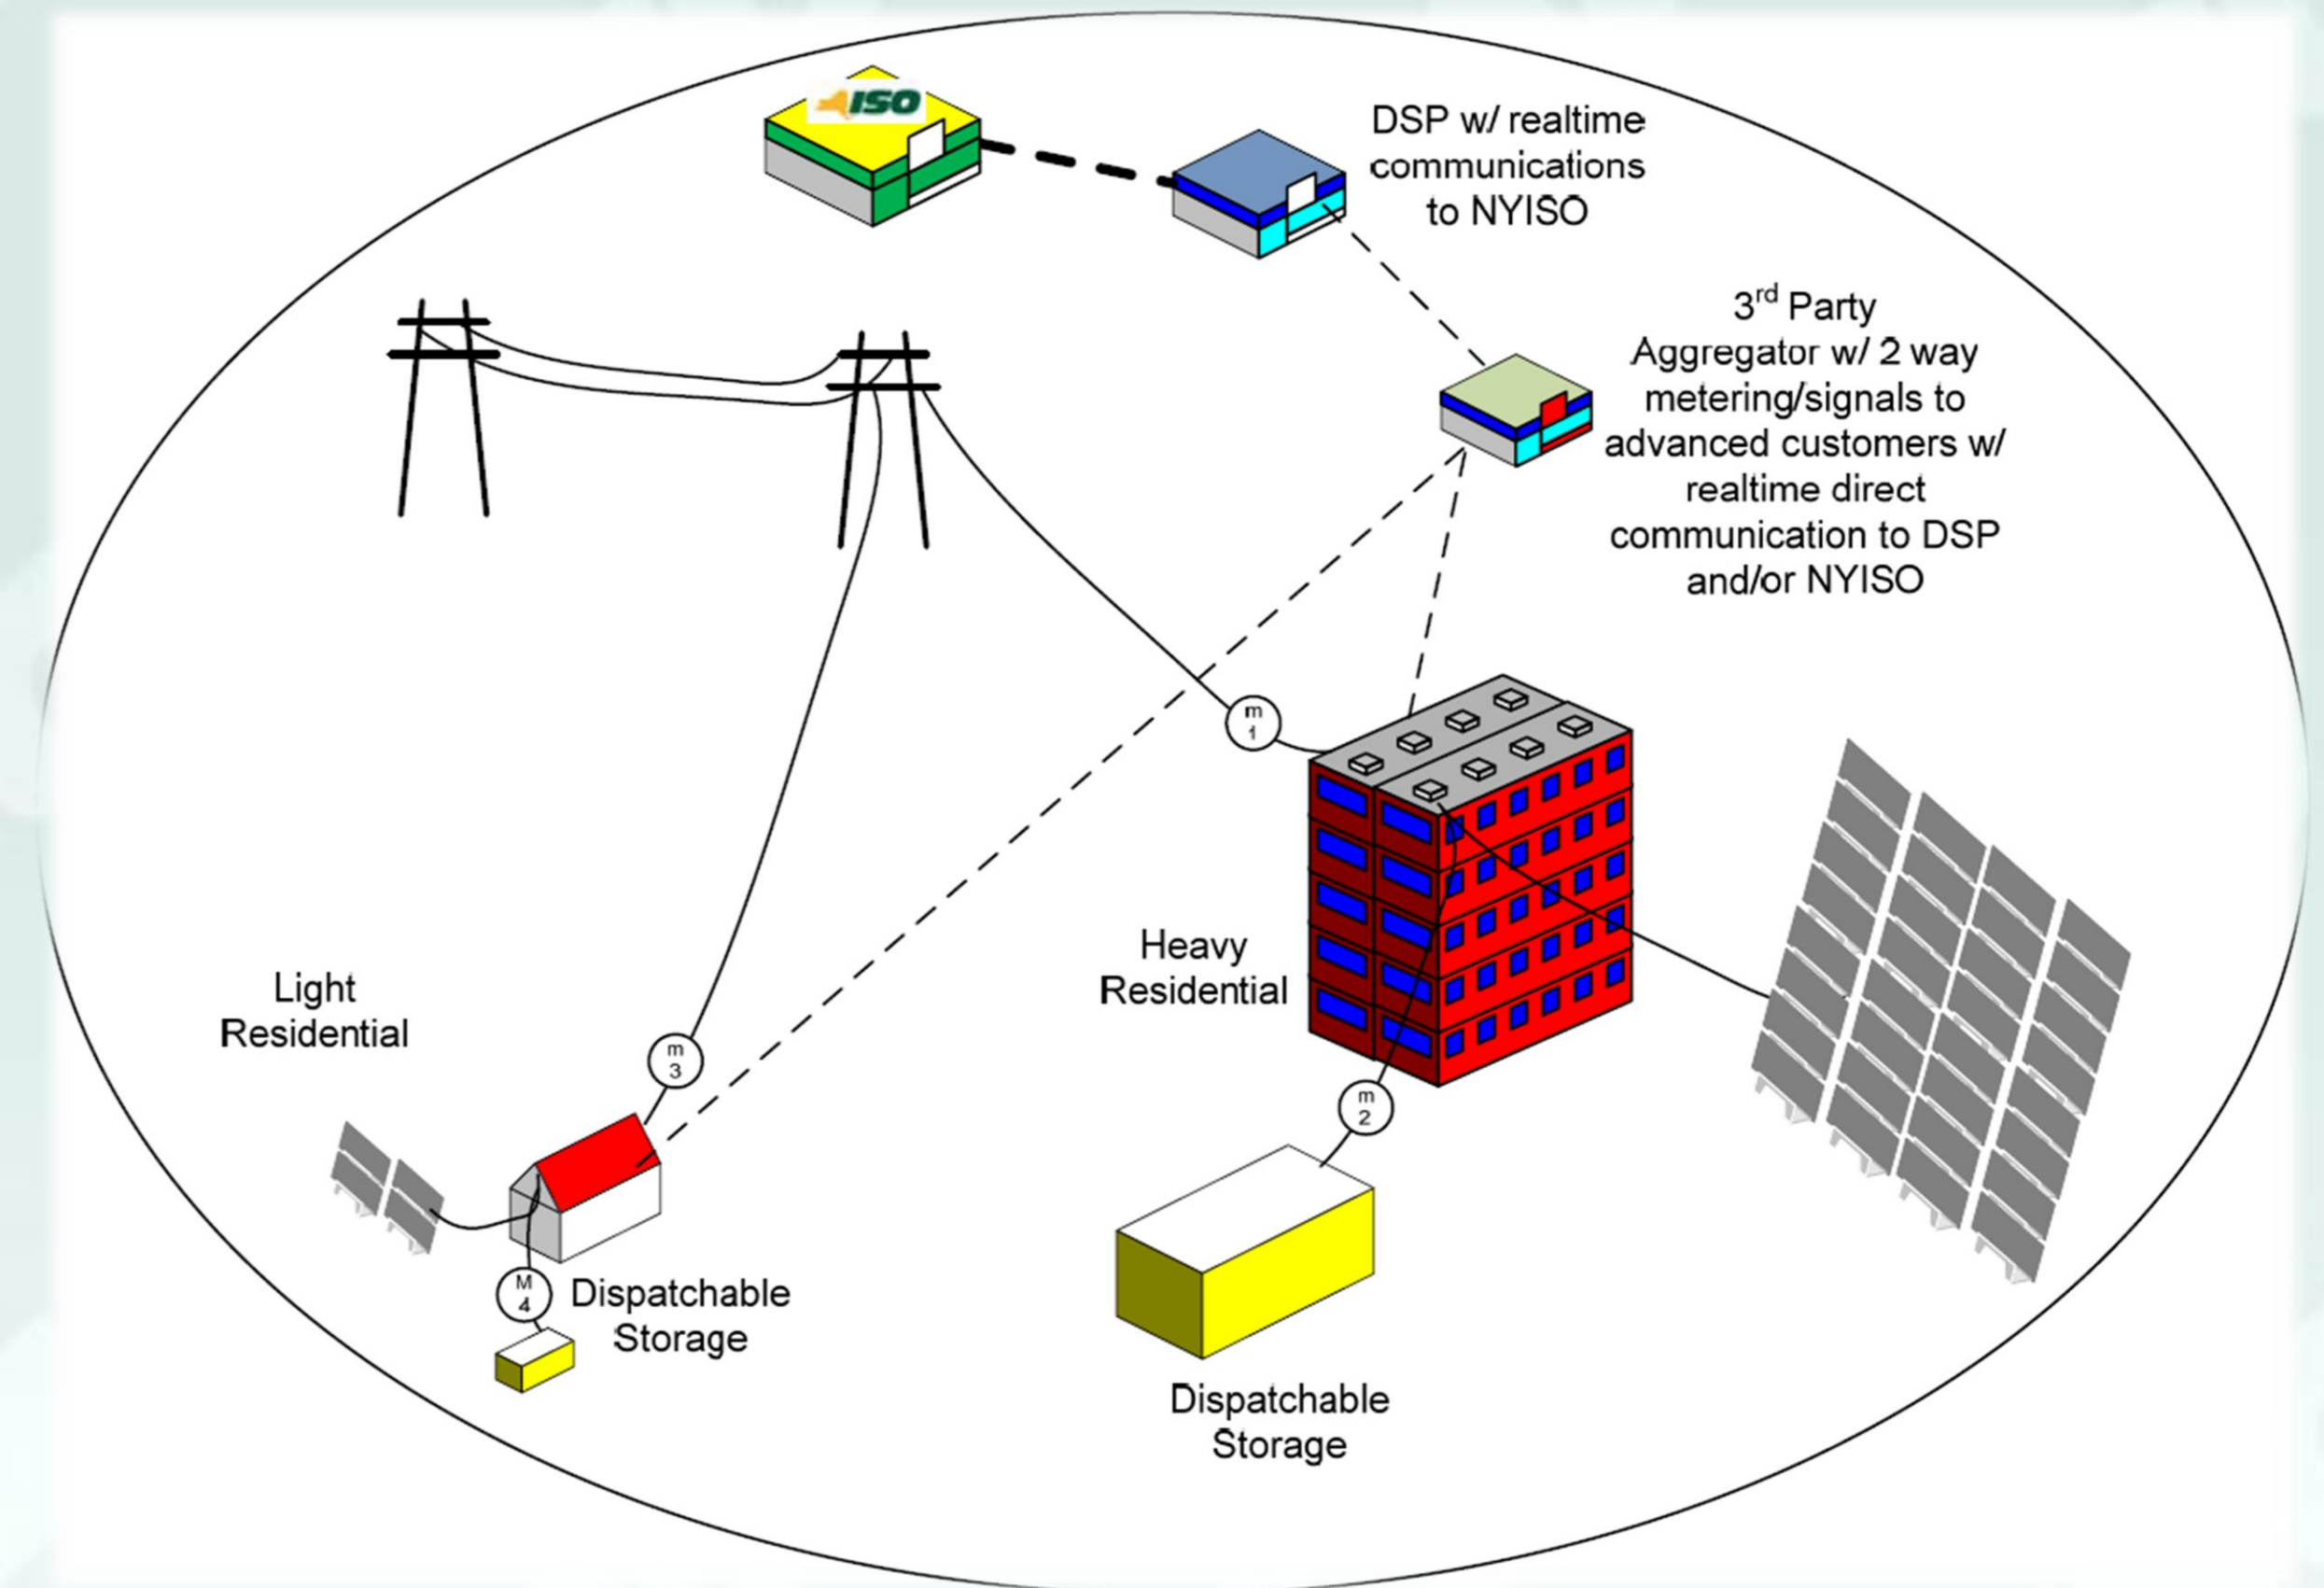 ISO
DSP w/ realtime
communications
to NYISO
3rd Party
Aggregator w/ 2 way
metering/signals to
advanced customers w/
realtime direct
communication to DSP
and/or NYISO
m
1
Heavy
Residential
Light
Residential
m
3
m
2
M
4
Dispatchable
Storage
Dispatchable
Storage